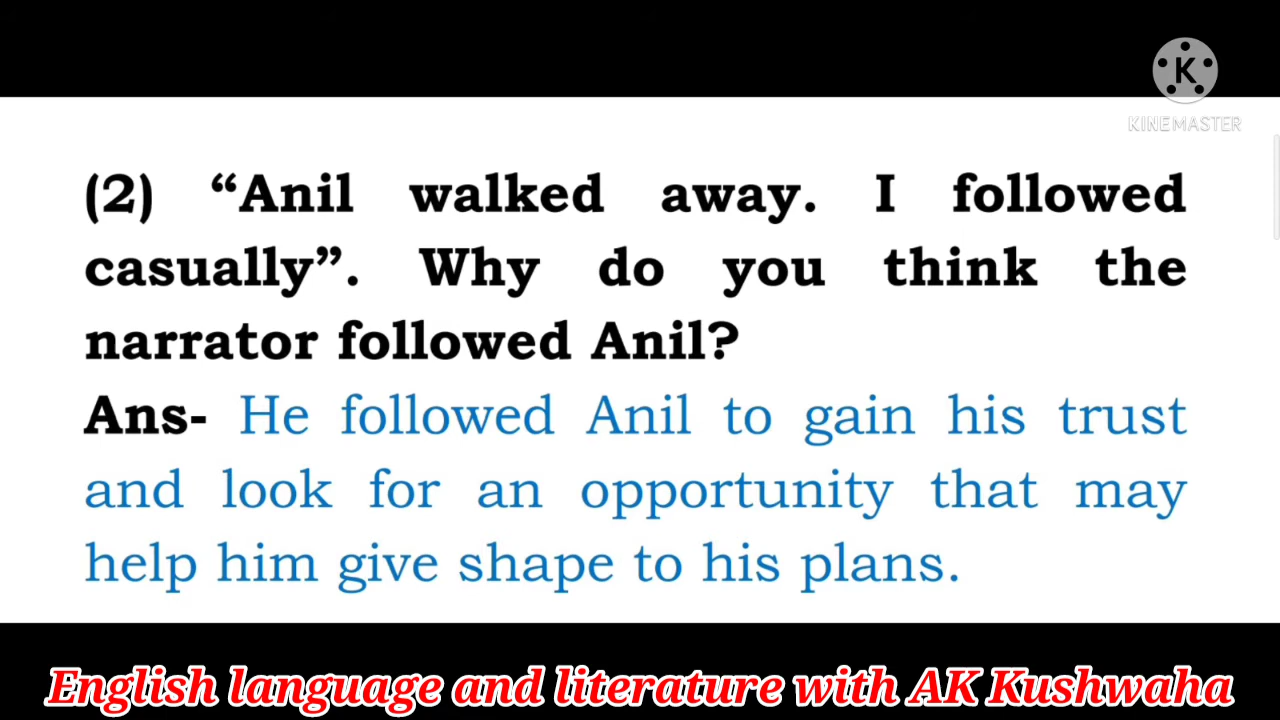 K
KINEMASTER
(2) “Anil walked away. I followed
casually”. Why do you think the
narrator followed Anil?
Ans- He followed Anil to gain his trust
and look for an opportunity that may
help him give shape to his plans.
English language and literature with AK Kushwaha